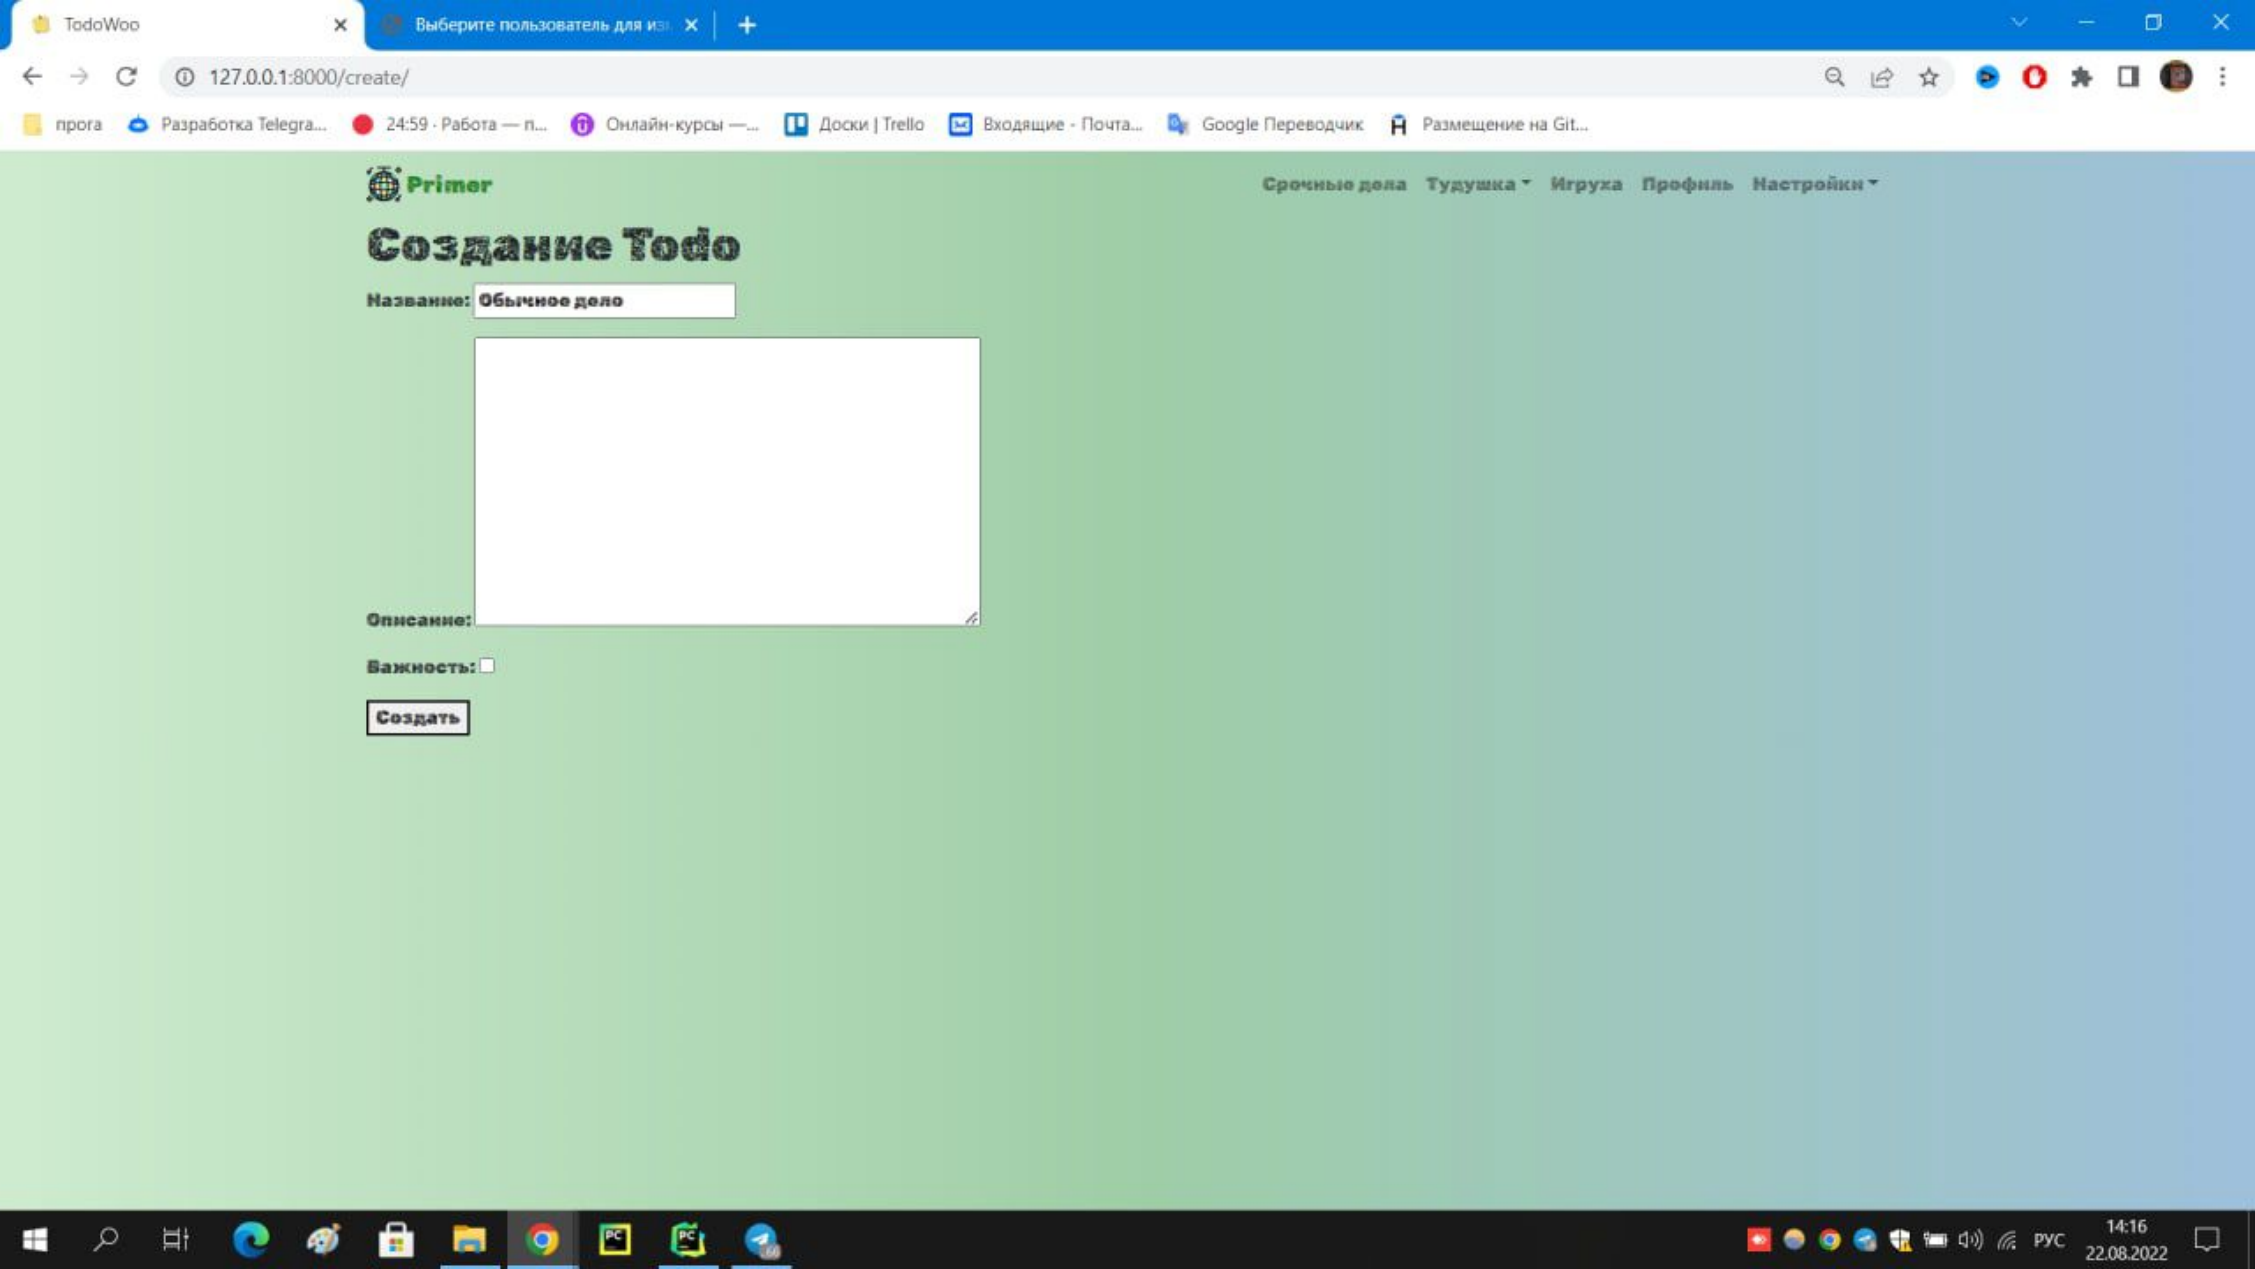 TodoWoo
Выберите пользователь для из
127.0.0.1:8000/create/
прога
Разработка Telegra...
24:59 · Работа — п...
Онлайн-курсы —...
Доски | Trello
Входящие - Почта...
Google Переводчик
Размещение на Git...
Primer
Срочные дела Тудушка Игруха Профиль Настройки
Создание Todo
Название: Обычное дело
Описание:
Важность:
Создать
РУС
14:16
22.08.2022